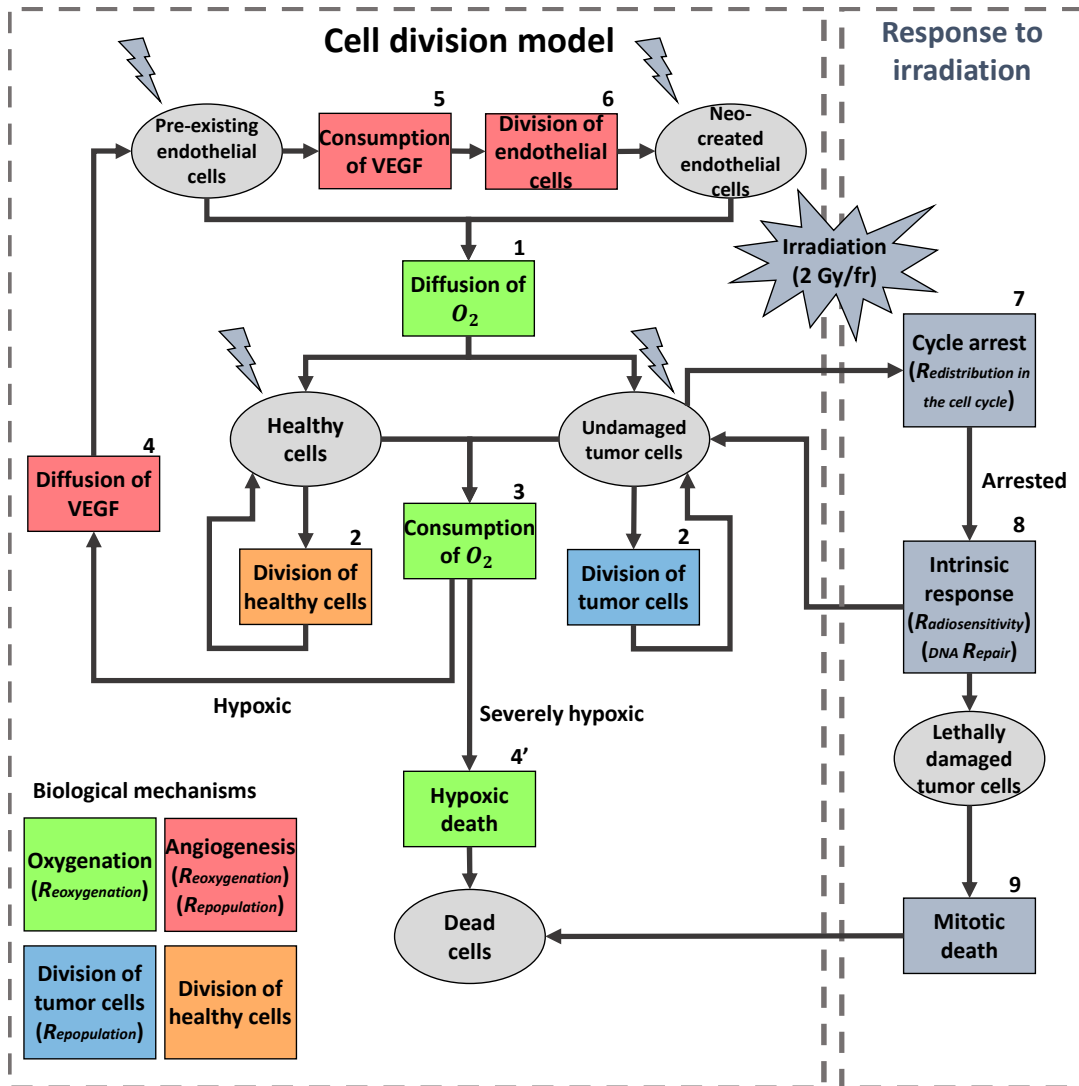 Cell division model
Response to
irradiation
Pre-existing
endothelial
cells
5
Consumption
of VEGF
6
Division of
endothelial
cells
Neo-
created
endothelial
cells
Irradiation
(2 Gy/fr)
1
Diffusion of
O₂
7
Cycle arrest
(Redistribution in
the cell cycle)
Healthy
cells
Undamaged
tumor cells
4
Diffusion of
VEGF
Arrested
3
Consumption
of O₂
2
Division of
healthy cells
2
Division of
tumor cells
8
Intrinsic
response
(Radiosensitivity)
(DNA Repair)
Hypoxic
Severely hypoxic
Lethally
damaged
tumor cells
4’
Hypoxic
death
Biological mechanisms
Oxygenation
(Reoxygenation)
Angiogenesis
(Reoxygenation)
(Repopulation)
Division of
tumor cells
(Repopulation)
Division of
healthy cells
Dead
cells
9
Mitotic
death